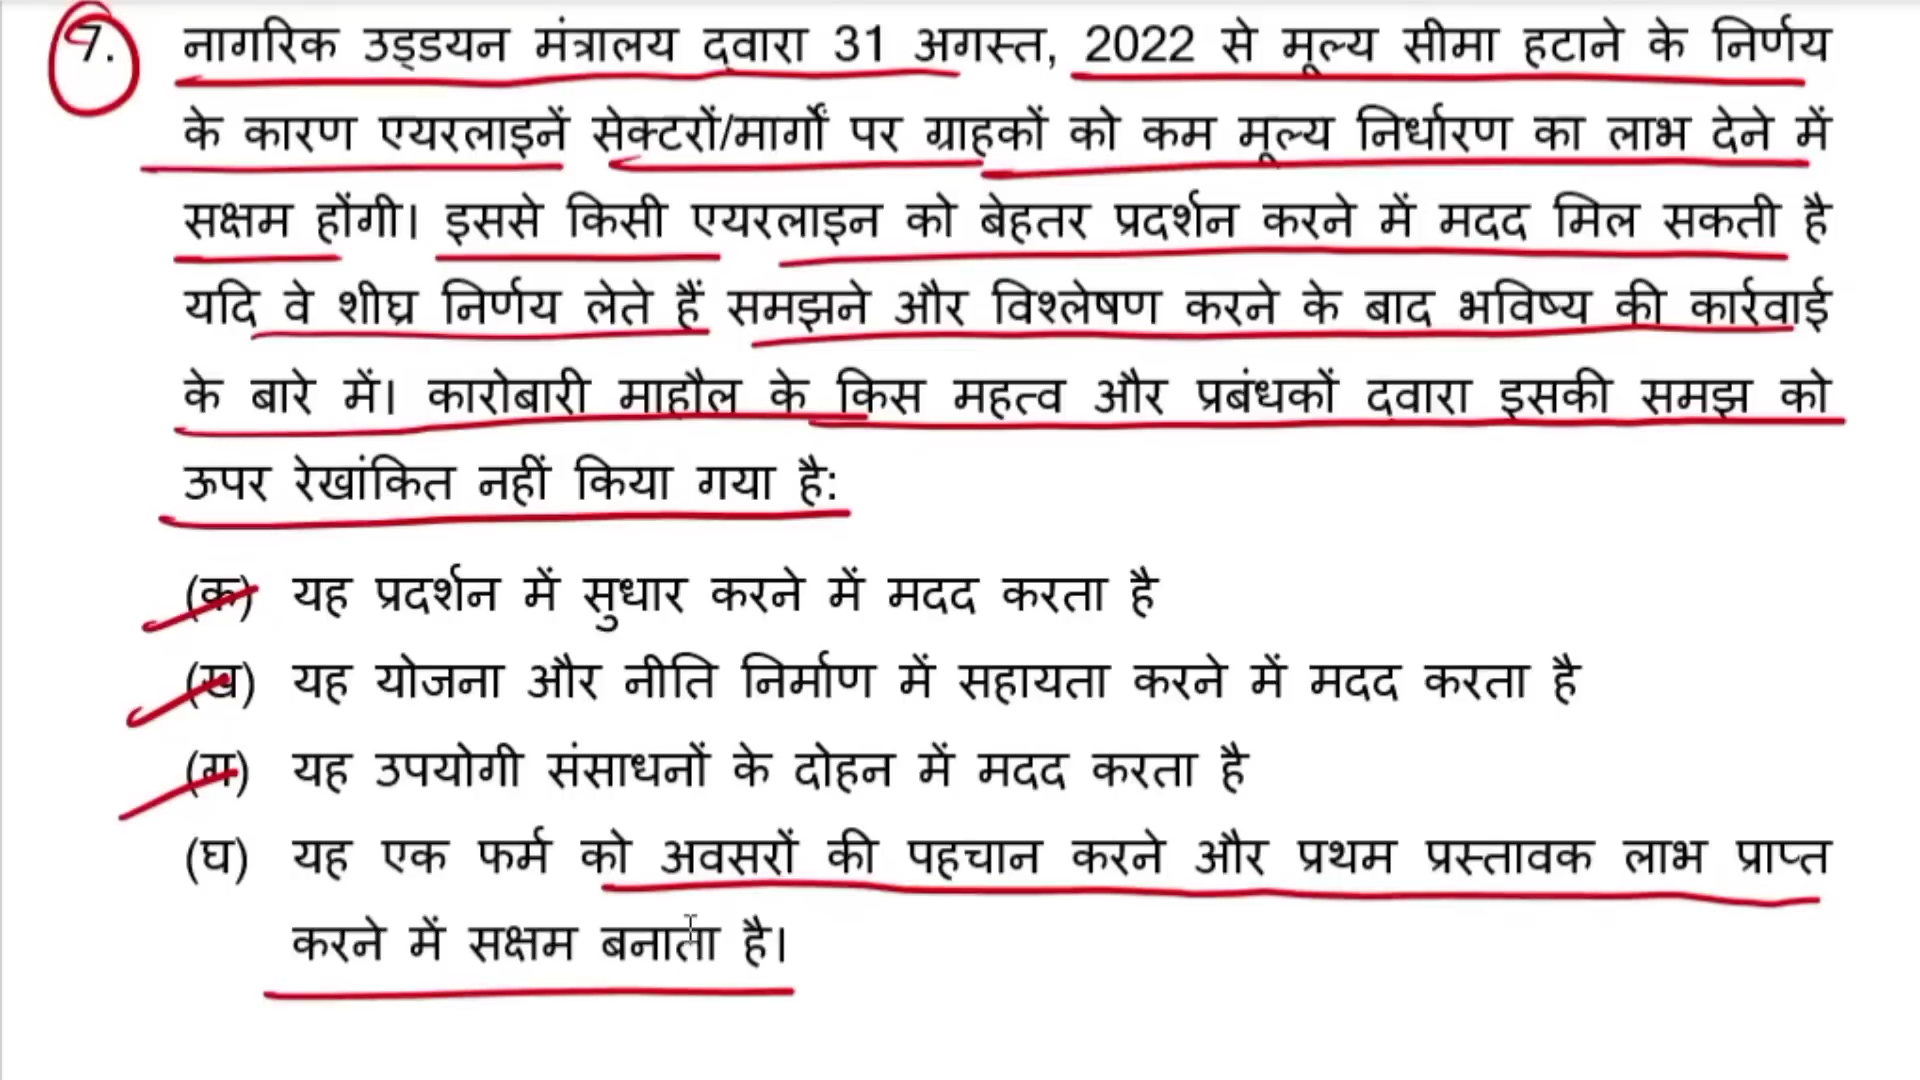 7. नागरिक उड्डयन मंत्रालय द्वारा 31 अगस्त, 2022 से मूल्य सीमा हटाने के निर्णय
के कारण एयरलाइनें सेक्टरों/मार्गों पर ग्राहकों को कम मूल्य निर्धारण का लाभ देने में
सक्षम होंगी। इससे किसी एयरलाइन को बेहतर प्रदर्शन करने में मदद मिल सकती है
यदि वे शीघ्र निर्णय लेते हैं समझने और विश्लेषण करने के बाद भविष्य की कार्रवाई
के बारे में। कारोबारी माहौल के किस महत्व और प्रबंधकों द्वारा इसकी समझ को
ऊपर रेखांकित नहीं किया गया है:
(क) यह प्रदर्शन में सुधार करने में मदद करता है
(ख) यह योजना और नीति निर्माण में सहायता करने में मदद करता है
(ग) यह उपयोगी संसाधनों के दोहन में मदद करता है
(घ) यह एक फर्म को अवसरों की पहचान करने और प्रथम प्रस्तावक लाभ प्राप्त
करने में सक्षम बनाता है।